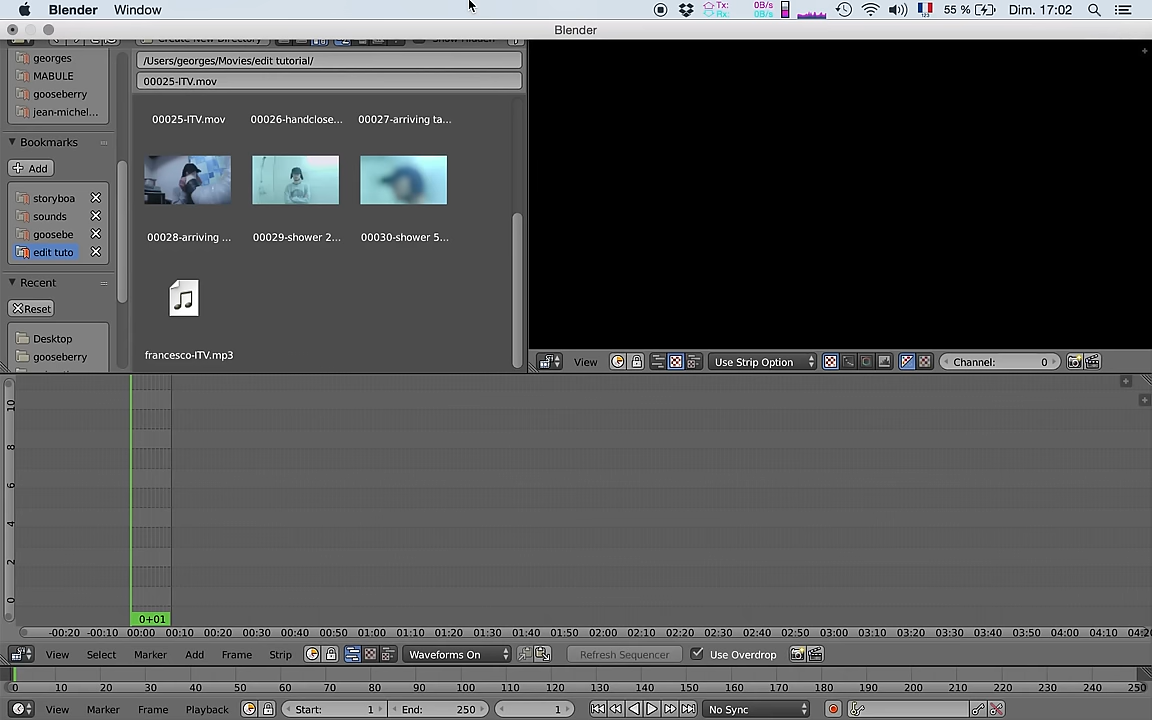 Blender Window
Tx: 0B/s
Rx: 0B/s
55 % Dim. 17:02
Blender
georges
MABULE
gooseberry
jean-michel...
Bookmarks
Add
storyboa
sounds
goosebe
edit tuto
Recent
Reset
Desktop
gooseberry
/Users/georges/Movies/edit tutorial/
00025-ITV.mov
00025-ITV.mov 00026-handclose... 00027-arriving ta...
00028-arriving ... 00029-shower 2... 00030-shower 5...
francesco-ITV.mp3
View Use Strip Option Channel: 0
10
8
6
4
2
0
0+01
-00:20 -00:10 00:00 00:10 00:20 00:30 00:40 00:50 01:00 01:10 01:20 01:30 01:40 01:50 02:00 02:10 02:20 02:30 02:40 02:50 03:00 03:10 03:20 03:30 03:40 03:50 04:00 04:10 04:20
View Select Marker Add Frame Strip Waveforms On Refresh Sequencer Use Overdrop
0 10 20 30 40 50 60 70 80 90 100 110 120 130 140 150 160 170 180 190 200 210 220 230 240 250
View Marker Frame Playback Start: 1 End: 250 1 No Sync